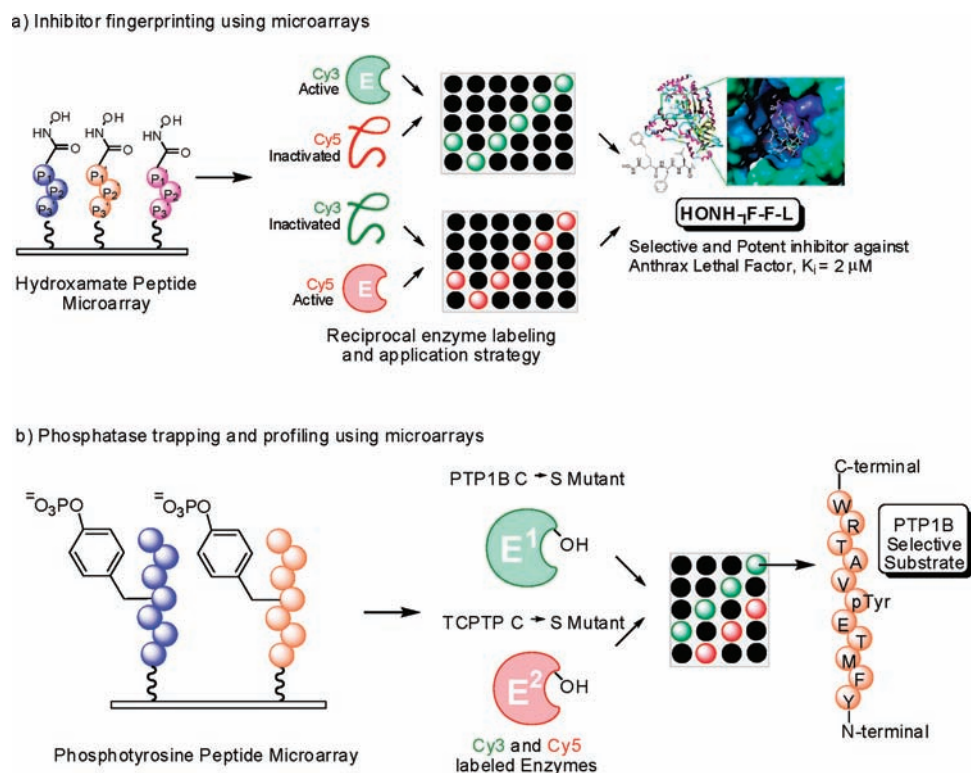 a) Inhibitor fingerprinting using microarrays
OH
HN
O
P1
P2
P3
OH
HN
O
P1
P2
P3
OH
HN
O
P1
P2
P3
Hydroxamate Peptide
Microarray
Cy3
Active
E
Cy5
Inactivated
Cy3
Inactivated
Cy5
Active
E
Reciprocal enzyme labeling
and application strategy
HONH┐F-F-L
Selective and Potent inhibitor against
Anthrax Lethal Factor, Ki = 2 μM
b) Phosphatase trapping and profiling using microarrays
=O3PO
=O3PO
Phosphotyrosine Peptide Microarray
PTP1B C → S Mutant
E1
OH
TCPTP C → S Mutant
E2
OH
Cy3 and Cy5
labeled Enzymes
C-terminal
W
R
T
A
V
pTyr
E
T
M
F
Y
N-terminal
PTP1B
Selective
Substrate